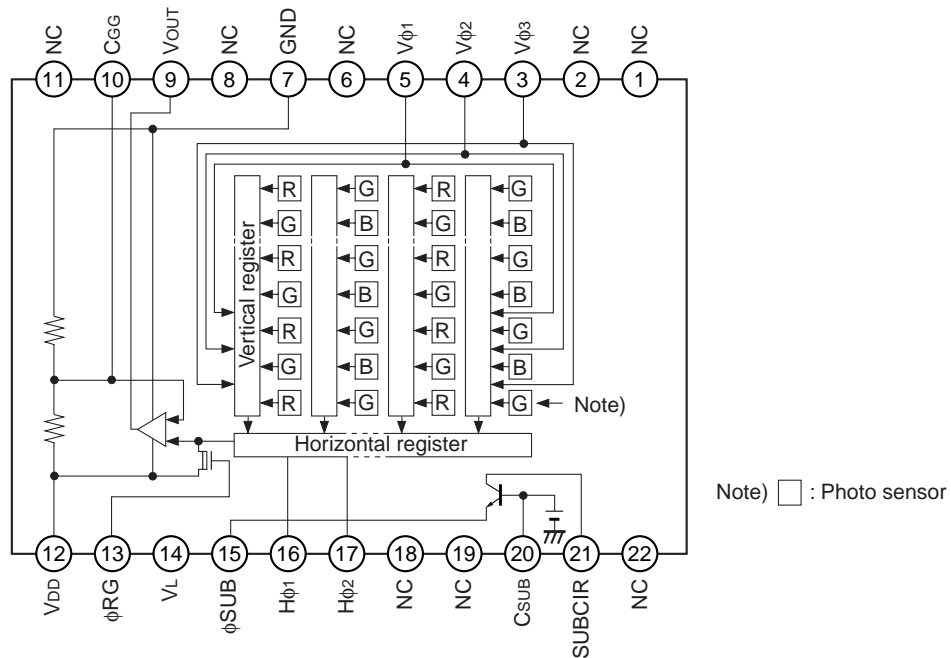 NC CGG VOUT NC GND NC Vϕ1 Vϕ2 Vϕ3 NC NC
11 10 9 8 7 6 5 4 3 2 1
Vertical register
R G R G
G B G B
R G R G
G B G B
R G R G
G B G B
R G R G
Note)
Horizontal register
Note) : Photo sensor
12 13 14 15 16 17 18 19 20 21 22
VDD ϕRG VL ϕSUB Hϕ1 Hϕ2 NC NC CSUB SUBCIR NC